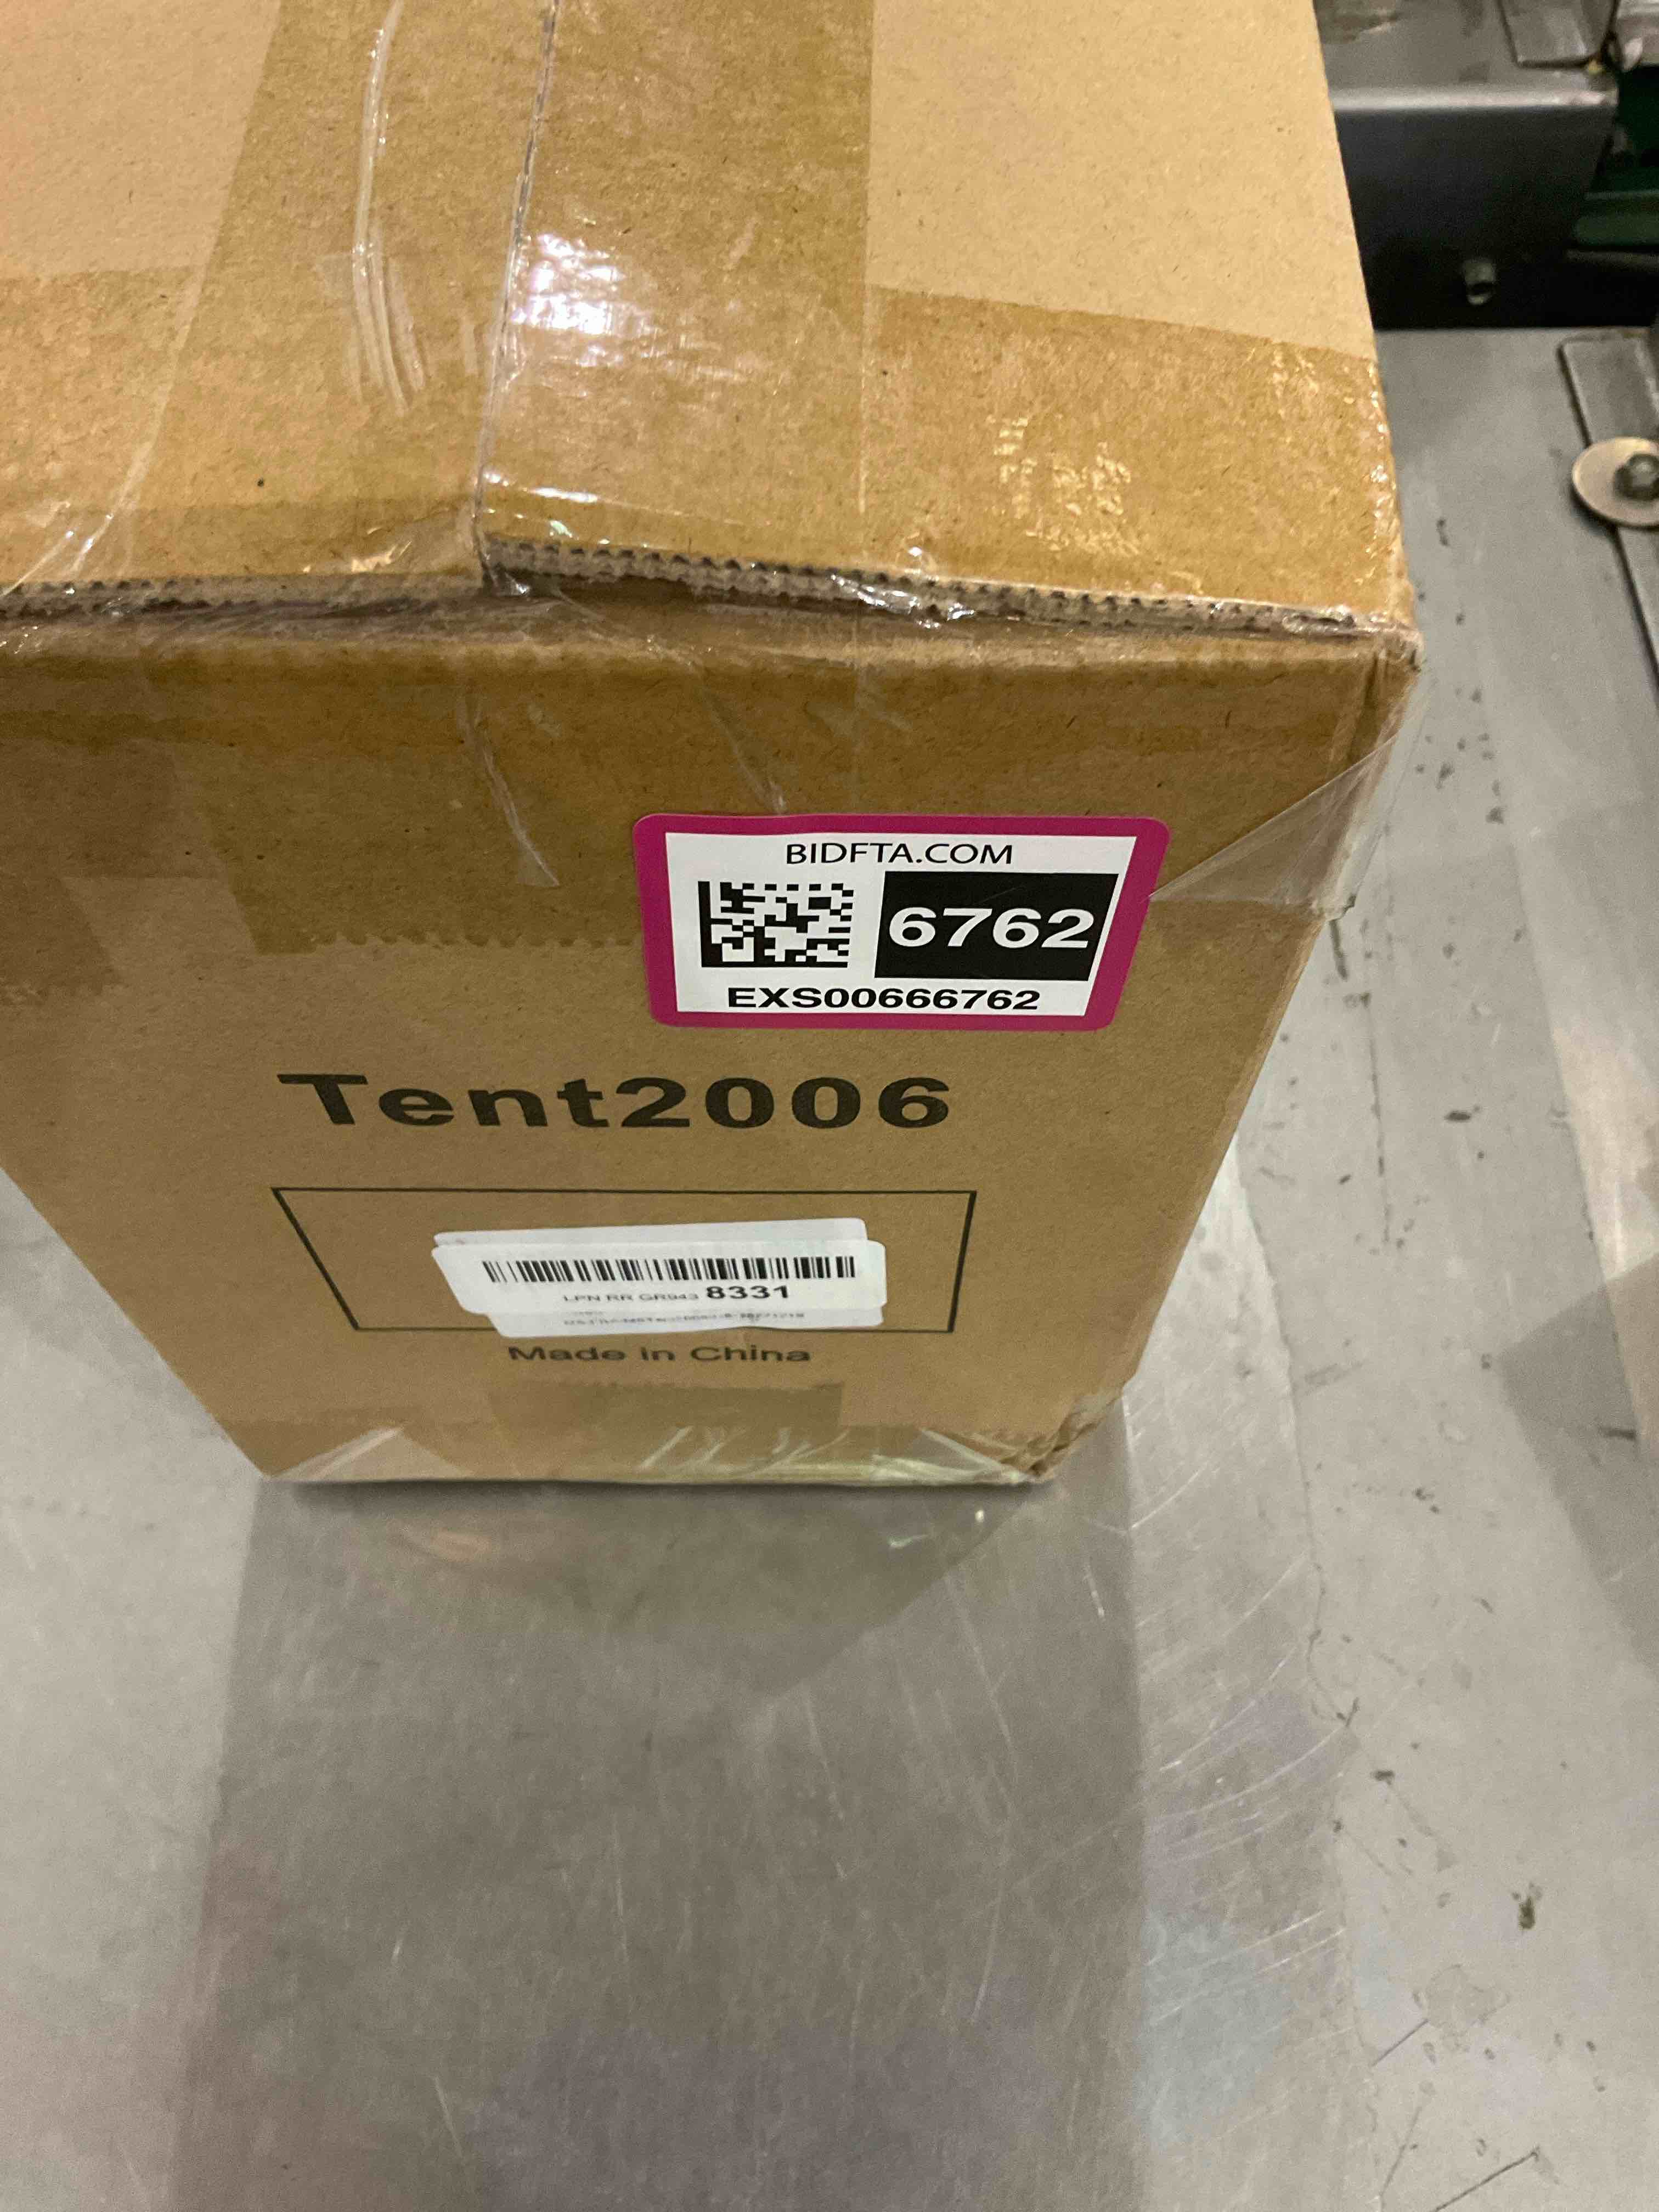 BIDFTA.COM
6762
EXS00666762
Tent2006
LPN RR GR943 8331
Made in China